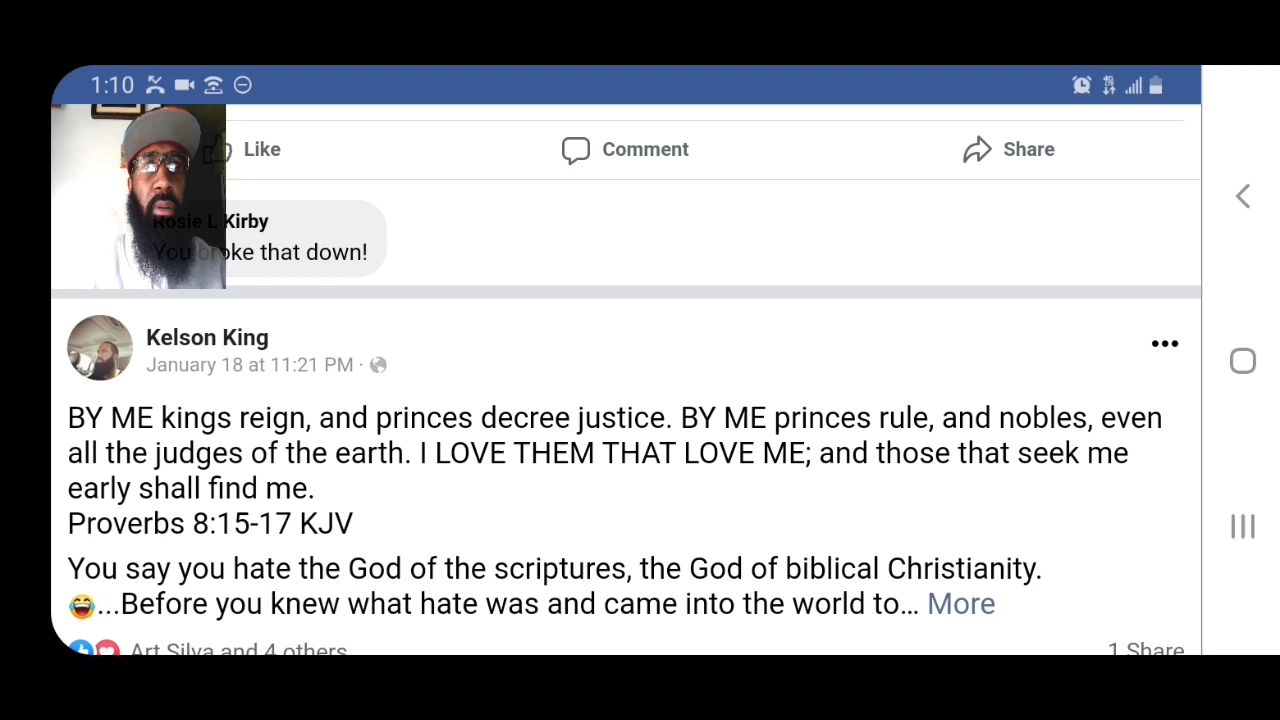 1:10
Like
Comment
Share
Rosie L Kirby
You broke that down!
Kelson King
January 18 at 11:21 PM ·
BY ME kings reign, and princes decree justice. BY ME princes rule, and nobles, even
all the judges of the earth. I LOVE THEM THAT LOVE ME; and those that seek me
early shall find me.
Proverbs 8:15-17 KJV
You say you hate the God of the scriptures, the God of biblical Christianity.
😂...Before you knew what hate was and came into the world to... More
Art Silva and 4 others
1 Share